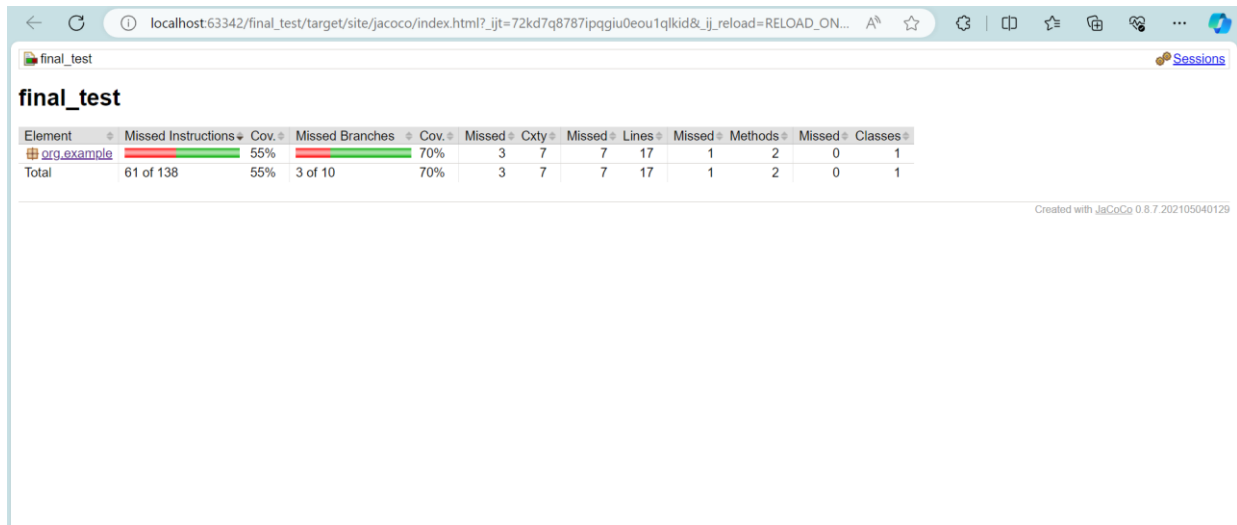 localhost:63342/final_test/target/site/jacoco/index.html?_ijt=72kd7q8787ipqgiu0eou1qlkid&_ij_reload=RELOAD_ON...
final_test Sessions
final_test
Element Missed Instructions Cov. Missed Branches Cov. Missed Cxty Missed Lines Missed Methods Missed Classes
org.example 55% 70% 3 7 7 17 1 2 0 1
Total 61 of 138 55% 3 of 10 70% 3 7 7 17 1 2 0 1
Created with JaCoCo 0.8.7.202105040129